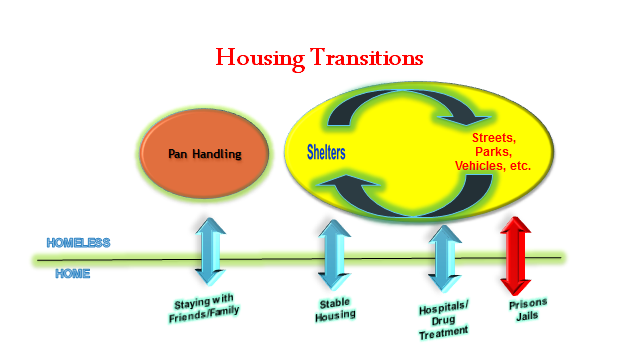 Housing Transitions
Pan Handling
Shelters
Streets,
Parks,
Vehicles, etc.
HOMELESS
HOME
Staying with
Friends/Family
Stable
Housing
Hospitals/
Drug
Treatment
Prisons
Jails